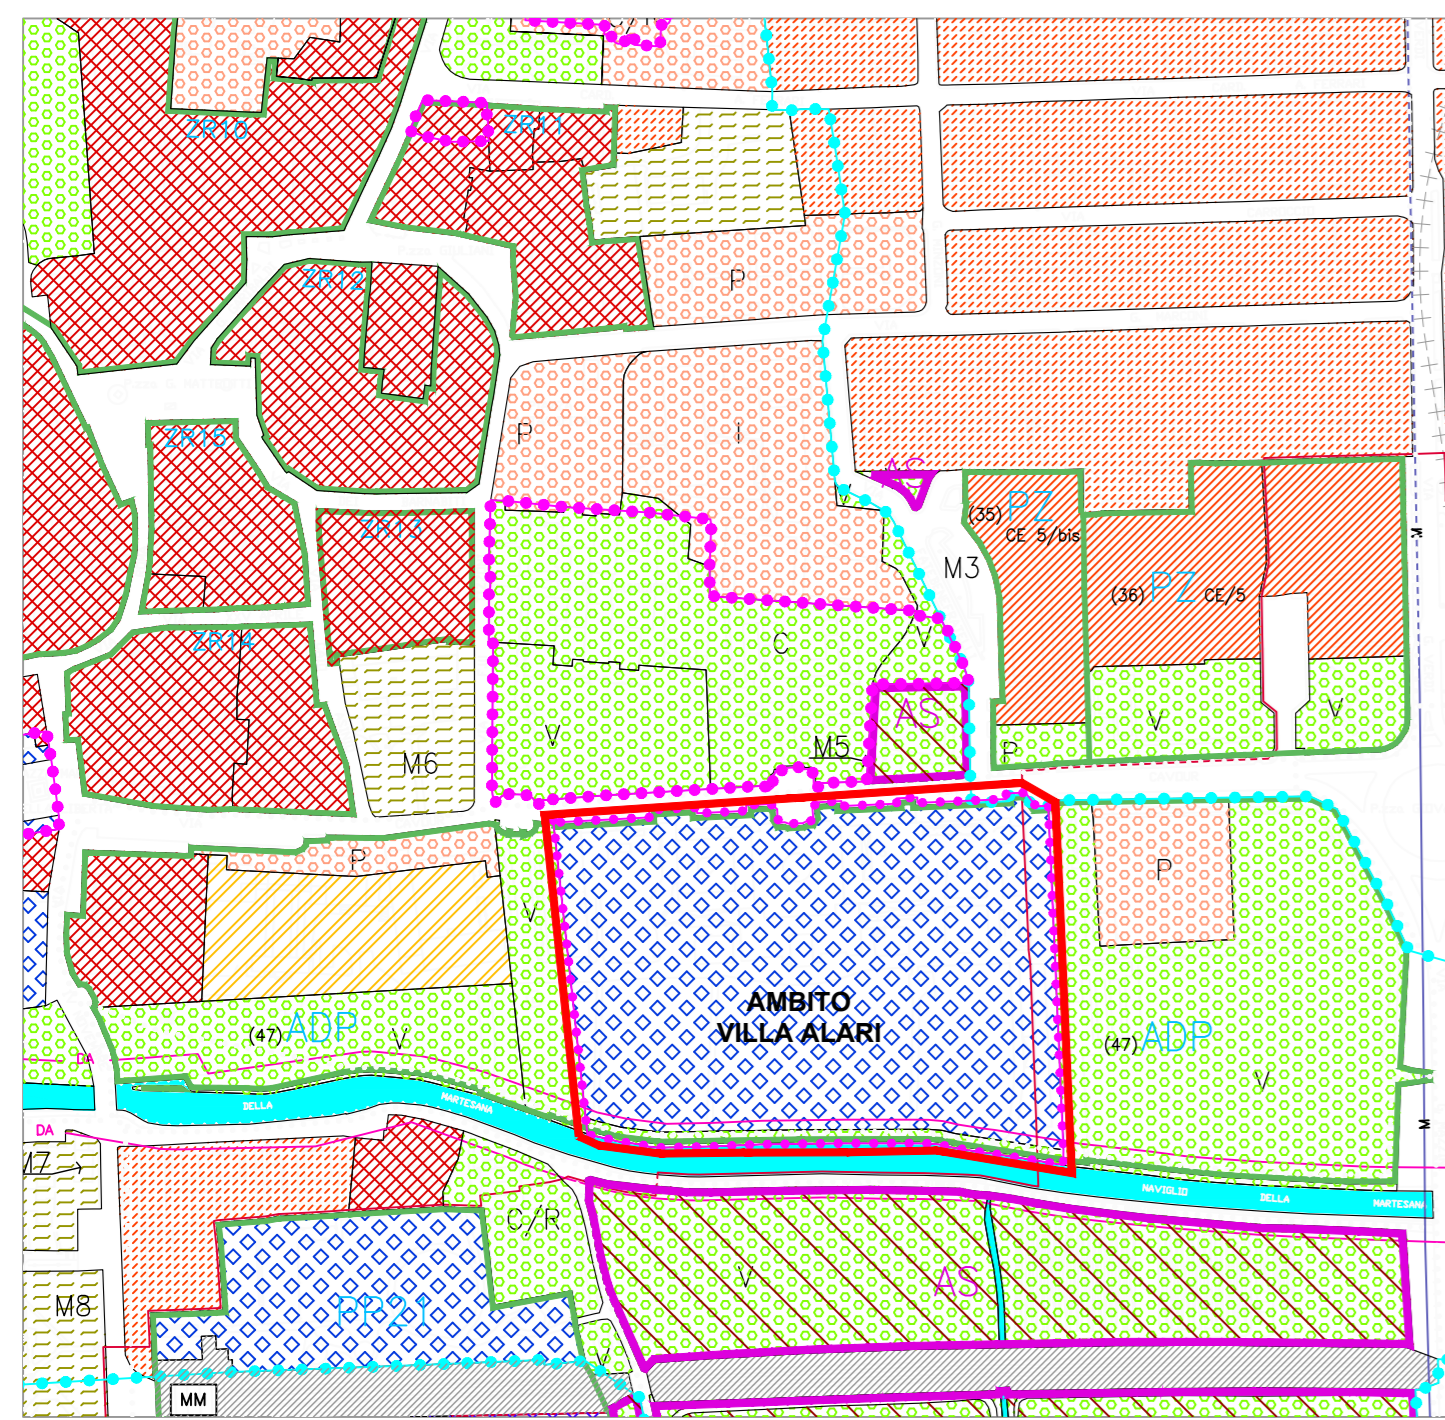 C/R
ZR10
ZR11
P
ZR12
ZR15
P
i
AS
V
(35) PZ
CE 5/bis
ZR13
M3
(36) PZ CE/5
ZR14
C
V
AS
V
V
V
M5
P
M6
P
P
V
AMBITO
VILLA ALARI
(47) ADP
V
(47) ADP
V
DA
DELLA
MARTESANA
DA
M7
NAVIGLIO
DELLA
MARTESANA
C/R
V
AS
M8
PP21
V
MM
M
M